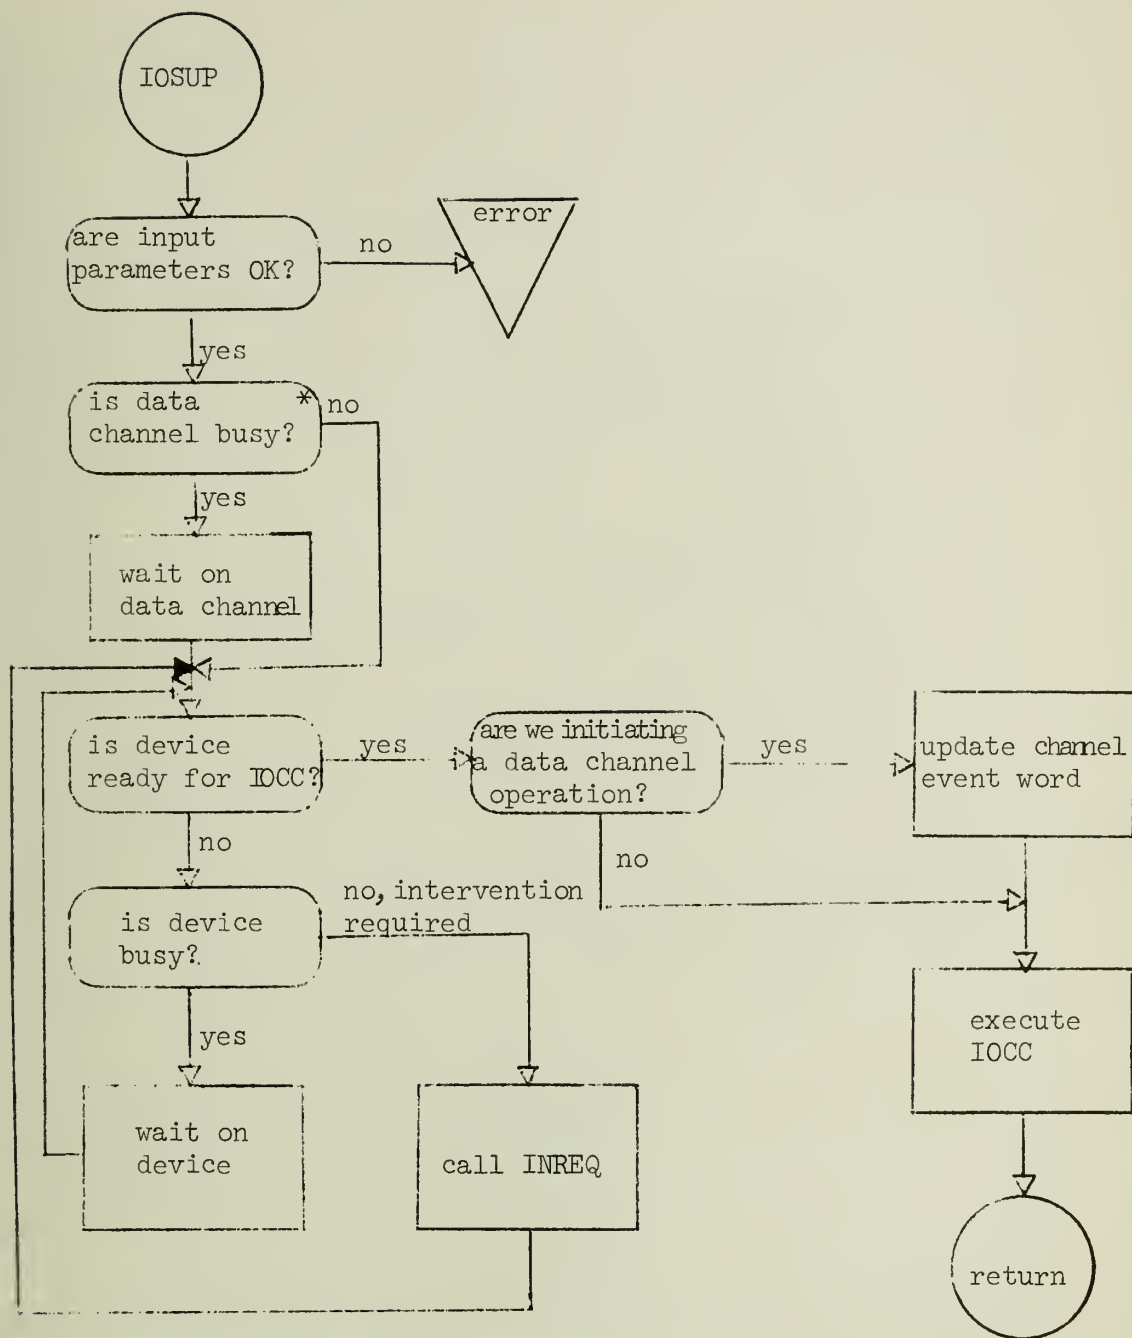 IOSUP
are input
parameters OK?
no
error
yes
is data *
channel busy?
no
yes
wait on
data channel
is device
ready for IOCC?
yes
are we initiating
a data channel
operation?
yes
update channel
event word
no
no
is device
busy?
no, intervention
required
yes
wait on
device
call INREQ
execute
IOCC
return